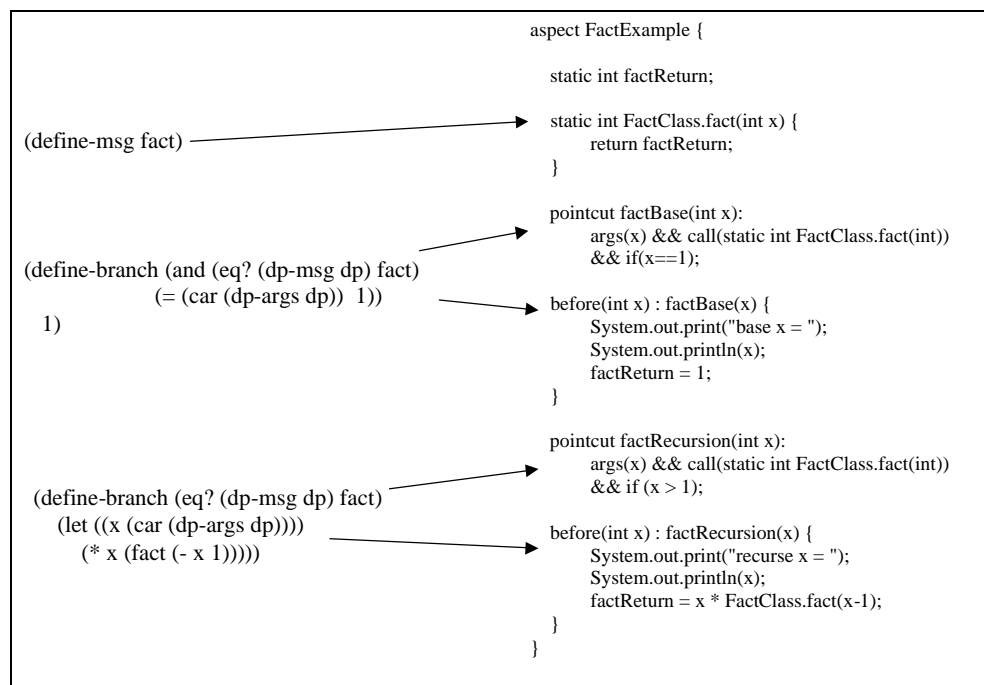 (define-msg fact)
(define-branch (and (eq? (dp-msg dp) fact)
(= (car (dp-args dp))  1))
1)
(define-branch (eq? (dp-msg dp) fact)
(let ((x (car (dp-args dp))))
(* x (fact (- x 1)))))
aspect FactExample {
static int factReturn;
static int FactClass.fact(int x) {
return factReturn;
}
pointcut factBase(int x):
args(x) && call(static int FactClass.fact(int))
&& if(x==1);
before(int x) : factBase(x) {
System.out.print("base x = ");
System.out.println(x);
factReturn = 1;
}
pointcut factRecursion(int x):
args(x) && call(static int FactClass.fact(int))
&& if (x > 1);
before(int x) : factRecursion(x) {
System.out.print("recurse x = ");
System.out.println(x);
factReturn = x * FactClass.fact(x-1);
}
}